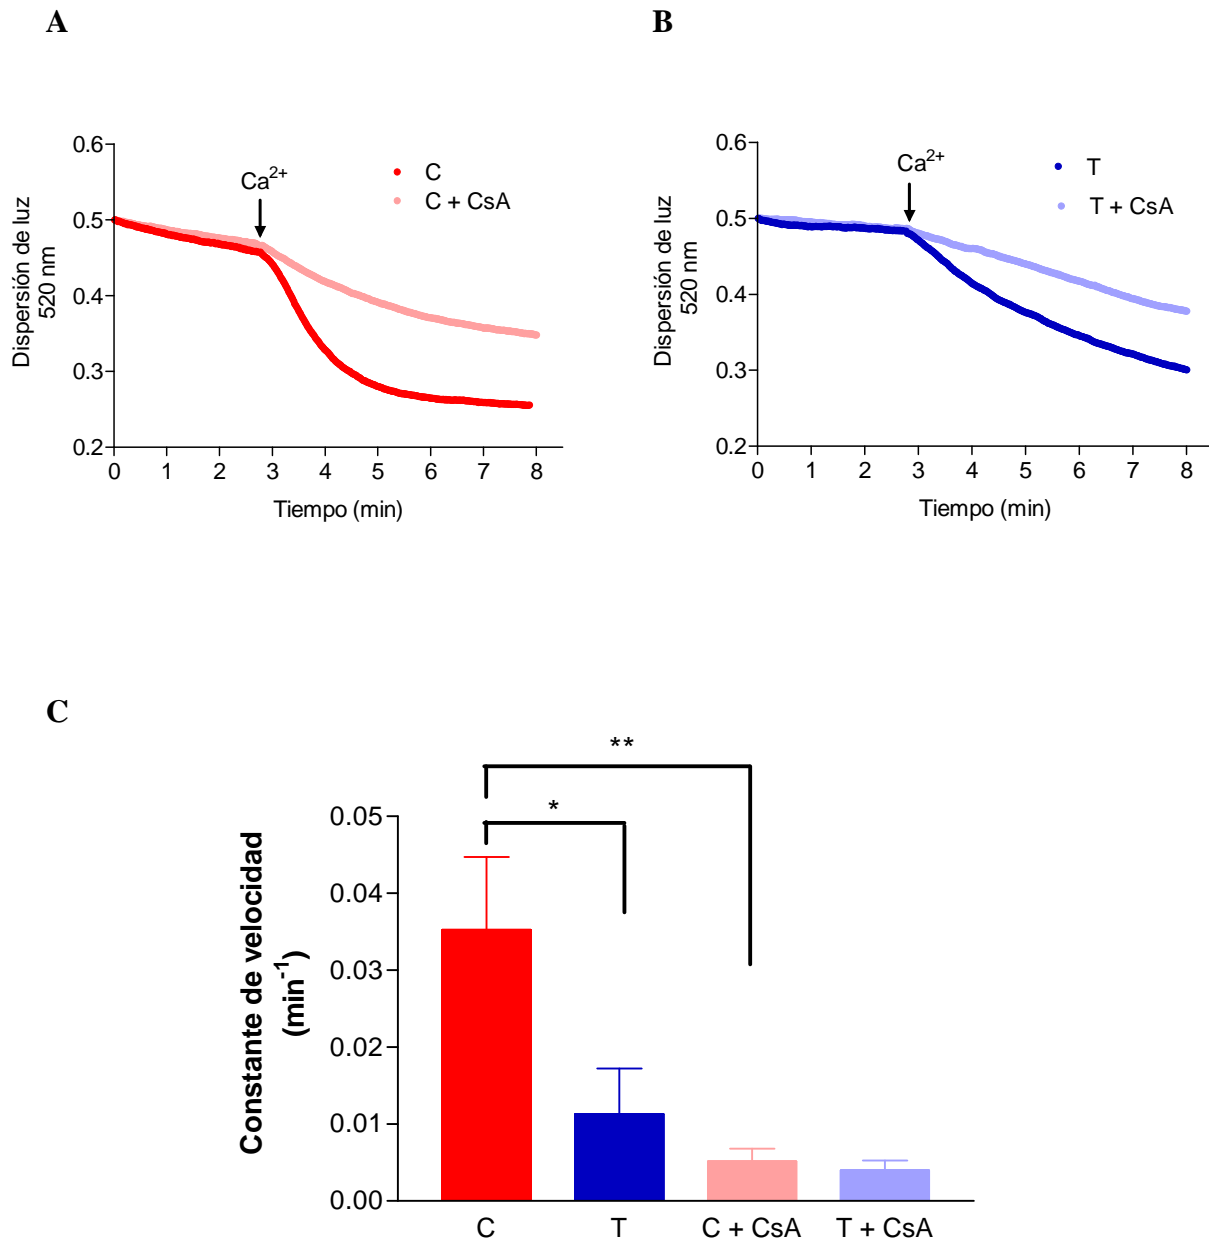 A
0.6
0.5
0.4
0.3
0.2
Dispersión de luz
520 nm
Ca2+
C
C + CsA
0 1 2 3 4 5 6 7 8
Tiempo (min)
B
0.6
0.5
0.4
0.3
0.2
Dispersión de luz
520 nm
Ca2+
T
T + CsA
0 1 2 3 4 5 6 7 8
Tiempo (min)
C
**
*
0.05
0.04
0.03
0.02
0.01
0.00
Constante de velocidad
(min-1)
C T C + CsA T + CsA